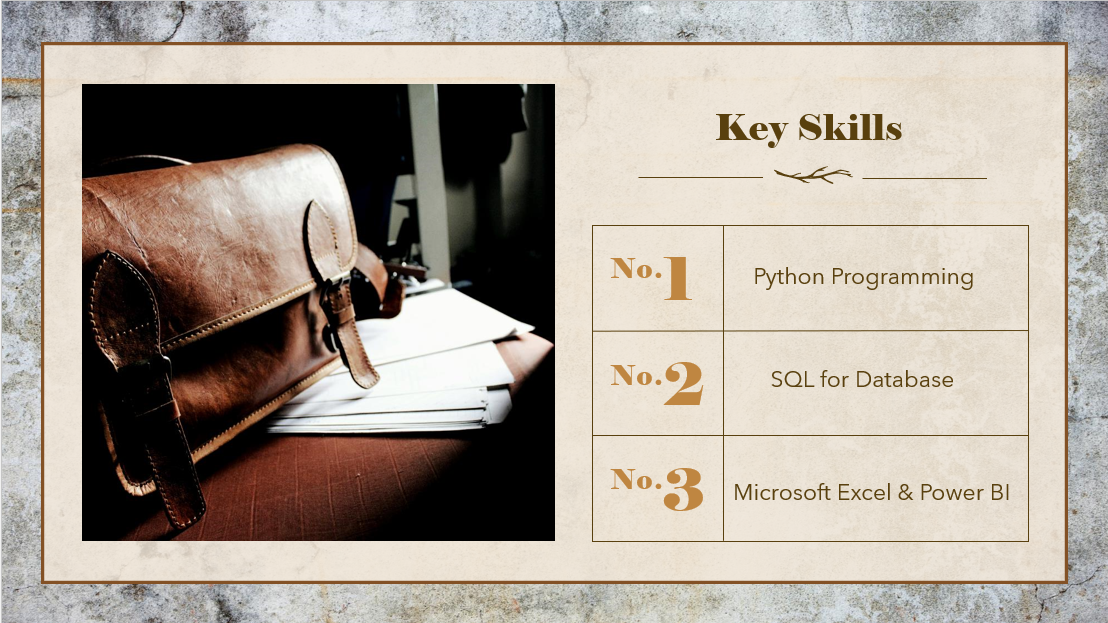 Key Skills
No.1
Python Programming
No.2
SQL for Database
No.3
Microsoft Excel & Power BI